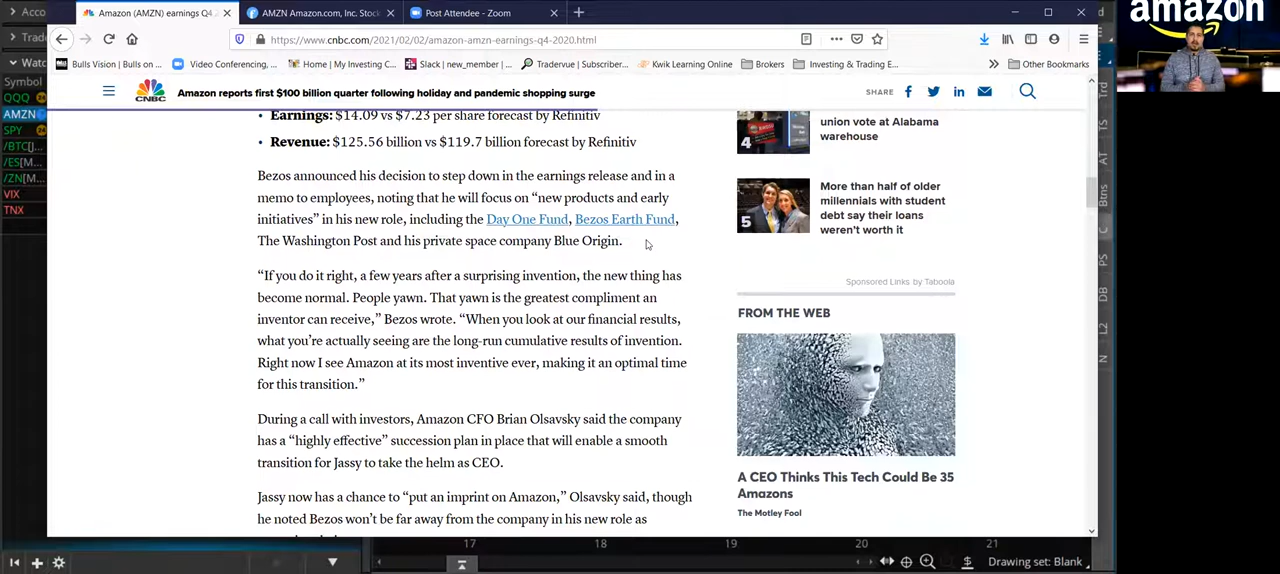 Acco
Trade
Watch
Symbol
QQQ
AMZN
SPY
/BTC[J...
/ES[M...
/ZN[M...
VIX
TNX
Amazon (AMZN) earnings Q4 2
AMZN Amazon.com, Inc. Stock
Post Attendee - Zoom
https://www.cnbc.com/2021/02/02/amazon-amzn-earnings-q4-2020.html
Bulls Vision | Bulls on ...
Video Conferencing,...
Home | My Investing C...
Slack | new_member | ...
Tradervue | Subscriber...
Kwik Learning Online
Brokers
Investing & Trading E...
Other Bookmarks
CNBC
Amazon reports first $100 billion quarter following holiday and pandemic shopping surge
SHARE
• Earnings: $14.09 vs $7.23 per share forecast by Refinitiv
• Revenue: $125.56 billion vs $119.7 billion forecast by Refinitiv
Bezos announced his decision to step down in the earnings release and in a
memo to employees, noting that he will focus on “new products and early
initiatives” in his new role, including the Day One Fund, Bezos Earth Fund,
The Washington Post and his private space company Blue Origin.
“If you do it right, a few years after a surprising invention, the new thing has
become normal. People yawn. That yawn is the greatest compliment an
inventor can receive,” Bezos wrote. “When you look at our financial results,
what you’re actually seeing are the long-run cumulative results of invention.
Right now I see Amazon at its most inventive ever, making it an optimal time
for this transition.”
During a call with investors, Amazon CFO Brian Olsavsky said the company
has a “highly effective” succession plan in place that will enable a smooth
transition for Jassy to take the helm as CEO.
Jassy now has a chance to “put an imprint on Amazon,” Olsavsky said, though
he noted Bezos won’t be far away from the company in his new role as
4
union vote at Alabama
warehouse
5
More than half of older
millennials with student
debt say their loans
weren’t worth it
Sponsored Links by Taboola
FROM THE WEB
A CEO Thinks This Tech Could Be 35
Amazons
The Motley Fool
Trd
TS
AT
Btns
C
PS
DB
L2
N
17
18
19
20
21
$
Drawing set: Blank
amazon